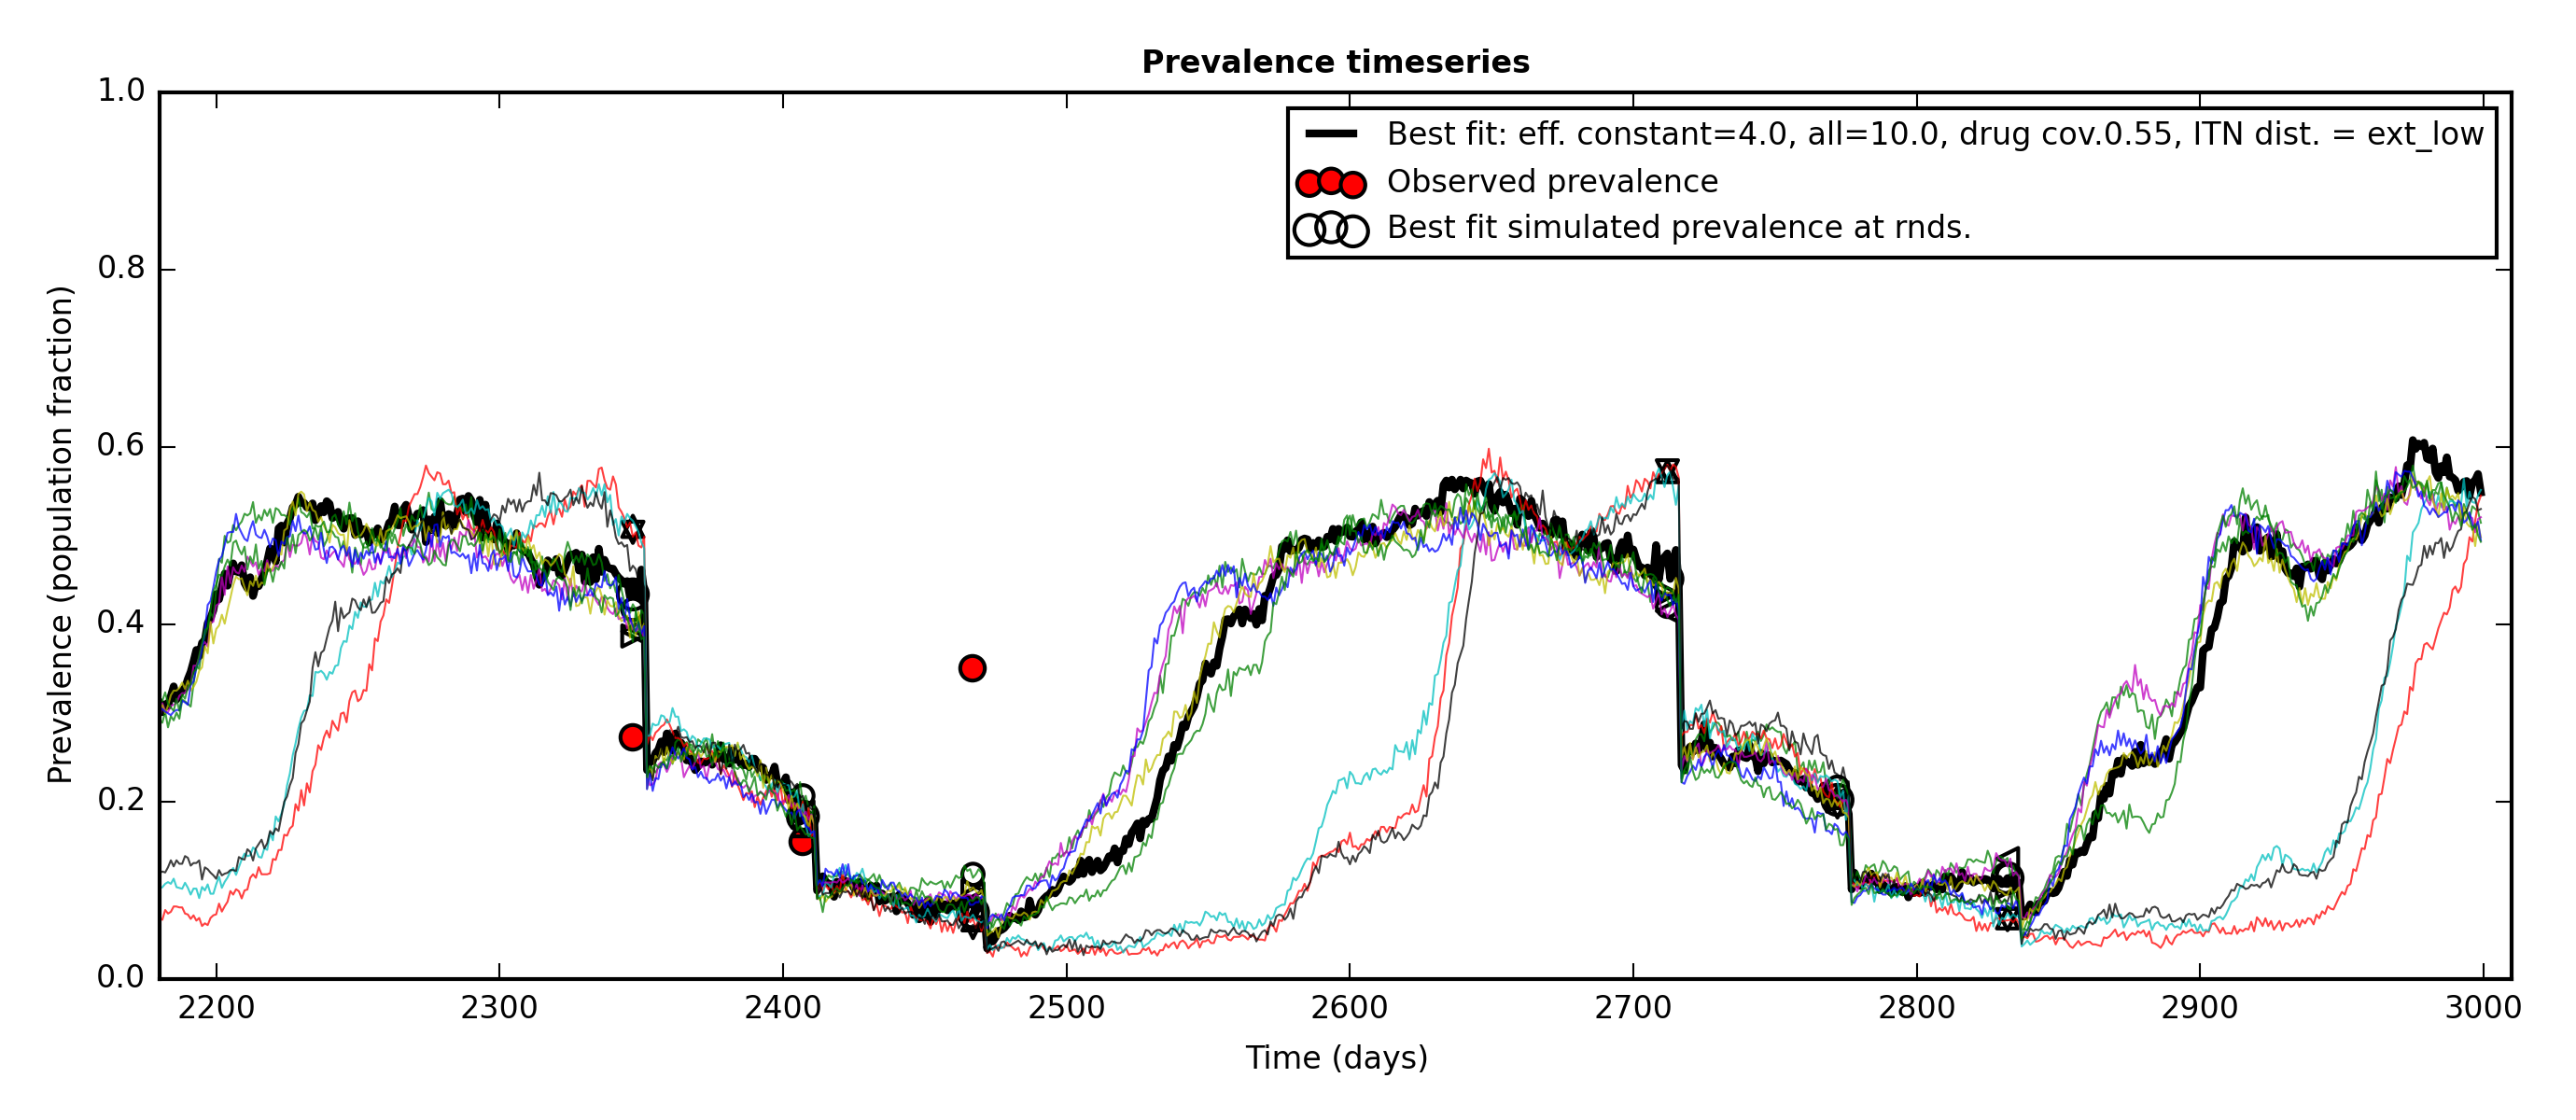 Prevalence timeseries
Best fit: eff. constant=4.0, all=10.0, drug cov.0.55, ITN dist. = ext_low
Observed prevalence
Best fit simulated prevalence at rnds.
Prevalence (population fraction)
1.0
0.8
0.6
0.4
0.2
0.0
2200 2300 2400 2500 2600 2700 2800 2900 3000
Time (days)